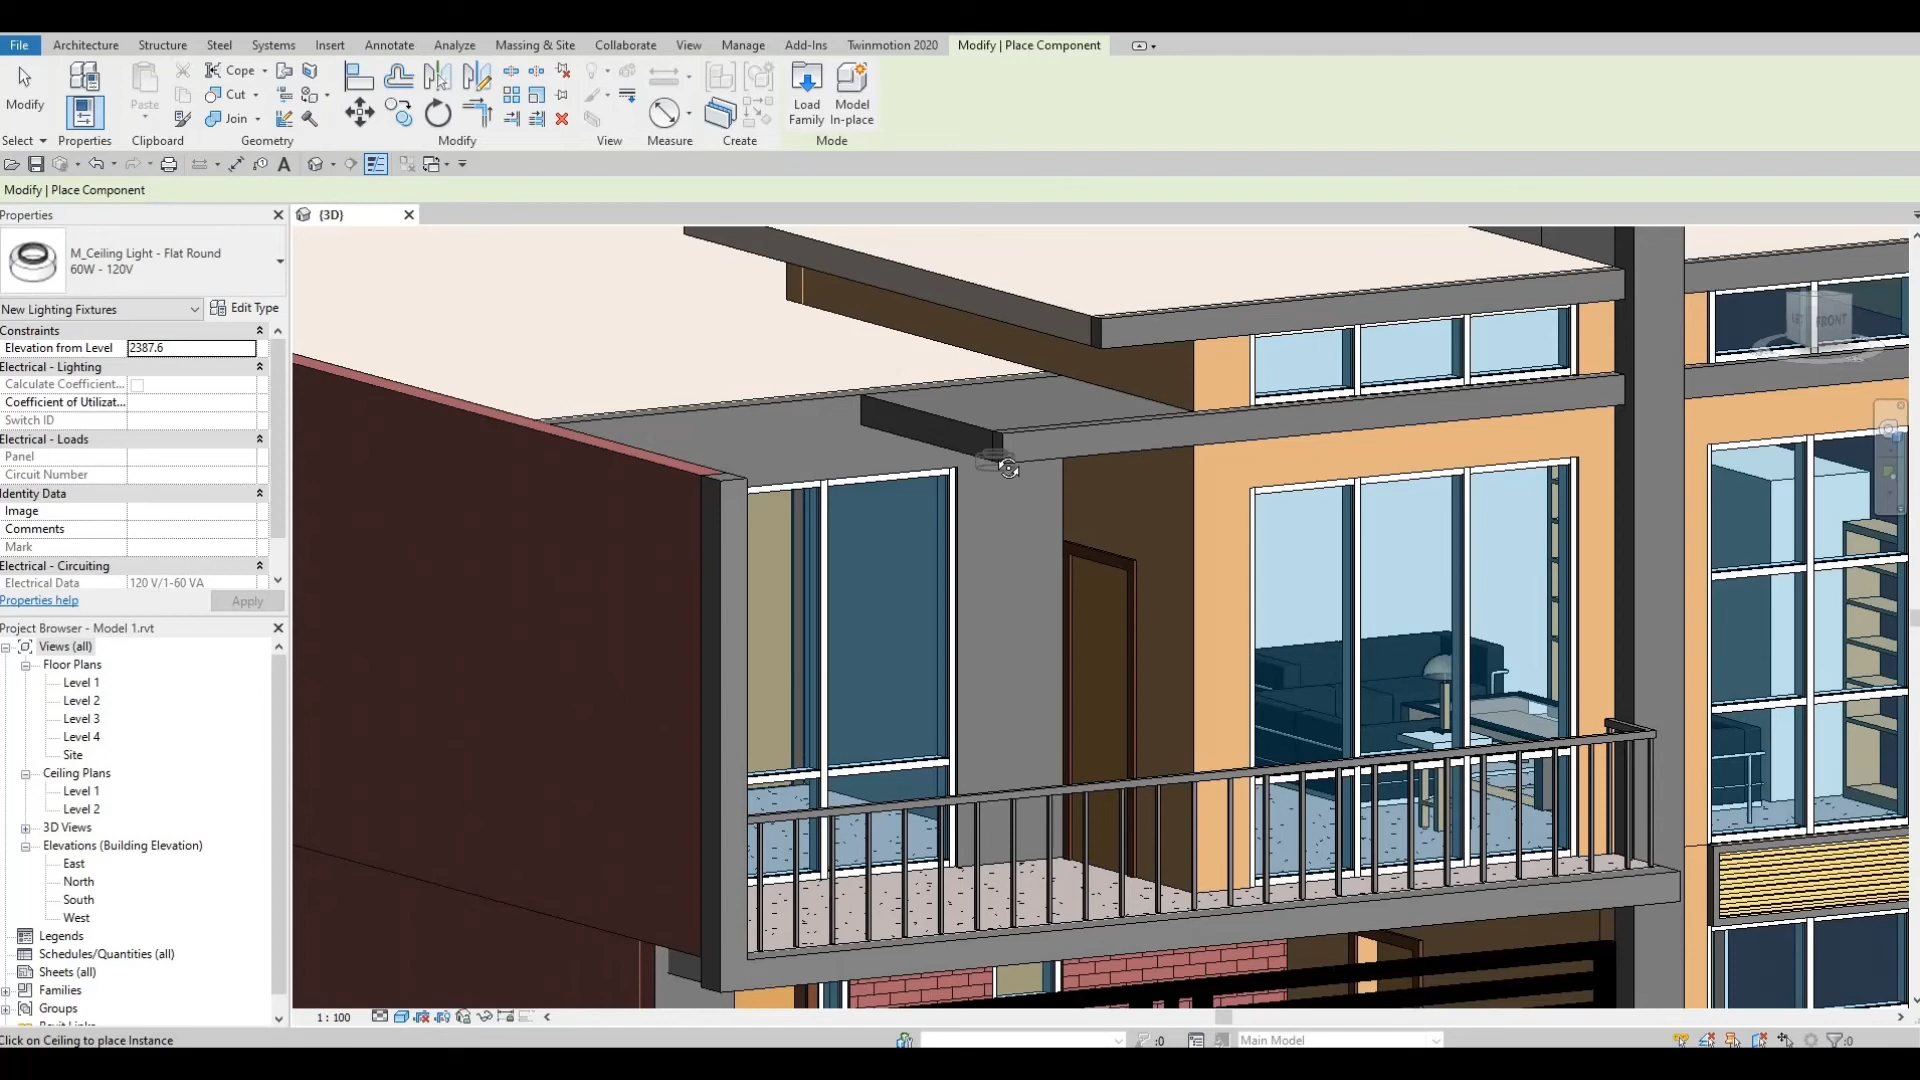 File Architecture Structure Steel Systems Insert Annotate Analyze Massing & Site Collaborate View Manage Add-Ins Twinmotion 2020 Modify | Place Component
Cope
Cut
Join
Modify
Paste
Load
Family
Model
In-place
Select Properties Clipboard Geometry Modify View Measure Create Mode
Modify | Place Component
Properties
{3D}
M_Ceiling Light - Flat Round
60W - 120V
New Lighting Fixtures
Edit Type
Constraints
Elevation from Level 2387.6
Electrical - Lighting
Calculate Coefficient...
Coefficient of Utilizat...
Switch ID
Electrical - Loads
Panel
Circuit Number
Identity Data
Image
Comments
Mark
Electrical - Circuiting
Electrical Data 120 V/1-60 VA
Properties help
Apply
Project Browser - Model 1.rvt
Views (all)
Floor Plans
Level 1
Level 2
Level 3
Level 4
Site
Ceiling Plans
Level 1
Level 2
3D Views
Elevations (Building Elevation)
East
North
South
West
Legends
Schedules/Quantities (all)
Sheets (all)
Families
Groups
Revit Links
FRONT
1 : 100
Click on Ceiling to place Instance
:0
Main Model
:0